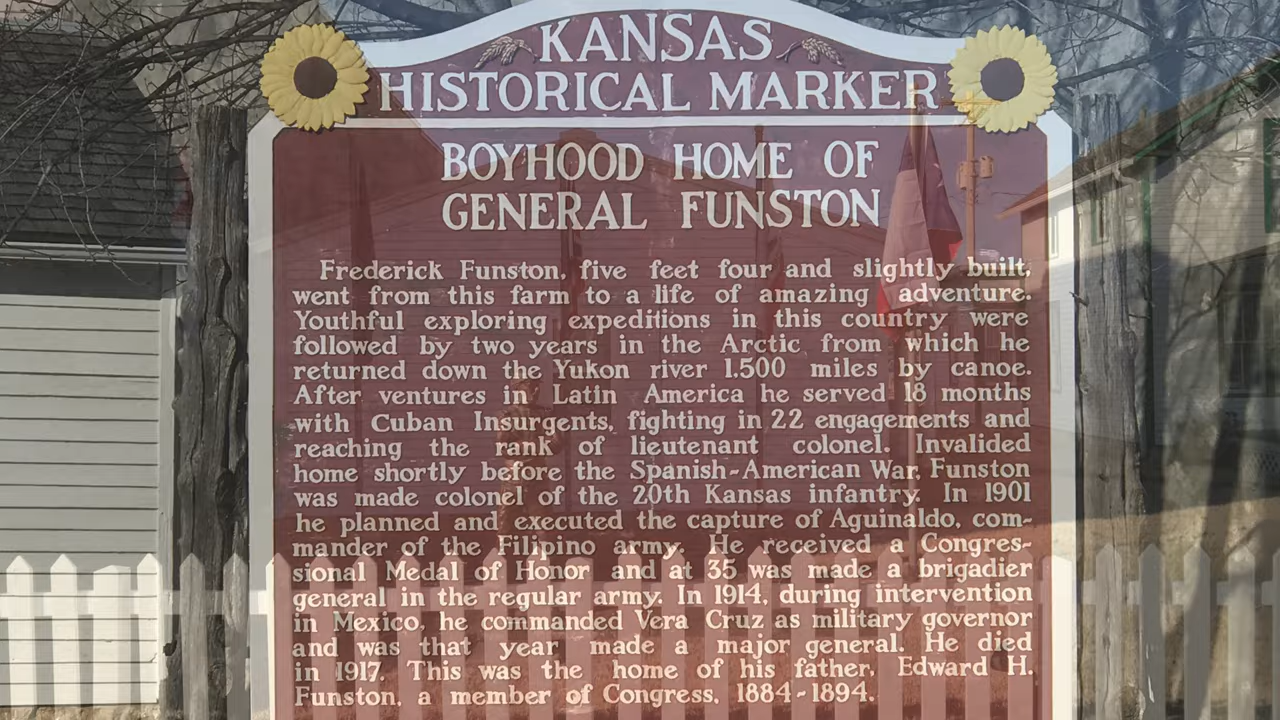 KANSAS
HISTORICAL MARKER
BOYHOOD HOME OF
GENERAL FUNSTON
Frederick Funston, five feet four and slightly built,
went from this farm to a life of amazing adventure.
Youthful exploring expeditions in this country were
followed by two years in the Arctic from which he
returned down the Yukon river 1,500 miles by canoe.
After ventures in Latin America he served 18 months
with Cuban Insurgents, fighting in 22 engagements and
reaching the rank of lieutenant colonel. Invalided
home shortly before the Spanish-American War, Funston
was made colonel of the 20th Kansas infantry. In 1901
he planned and executed the capture of Aguinaldo, com-
mander of the Filipino army. He received a Congres-
sional Medal of Honor and at 35 was made a brigadier
general in the regular army. In 1914, during intervention
in Mexico, he commanded Vera Cruz as military governor
and was that year made a major general. He died
in 1917. This was the home of his father, Edward H.
Funston, a member of Congress, 1884-1894.